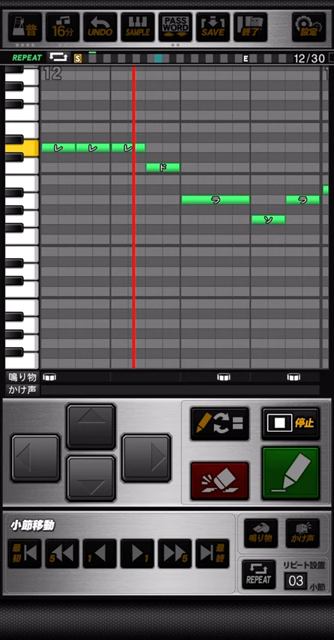 音 16分 UNDO SAMPLE PASS WORD SAVE 終了 設定
REPEAT S E 12/30
12
レ レ レ
ド
ラ ラ
ソ
鳴り物
かけ声
停止
小節移動
鳴り物 かけ声
最初 5 1 1 5 最終
REPEAT リピート設置 03 小節